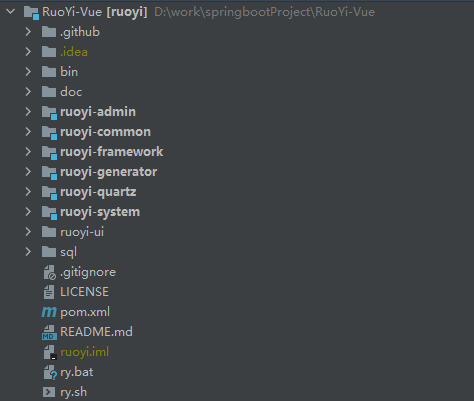 RuoYi-Vue [ruoyi] D:\work\springbootProject\RuoYi-Vue
.github
.idea
bin
doc
ruoyi-admin
ruoyi-common
ruoyi-framework
ruoyi-generator
ruoyi-quartz
ruoyi-system
ruoyi-ui
sql
.gitignore
LICENSE
pom.xml
README.md
ruoyi.iml
ry.bat
ry.sh